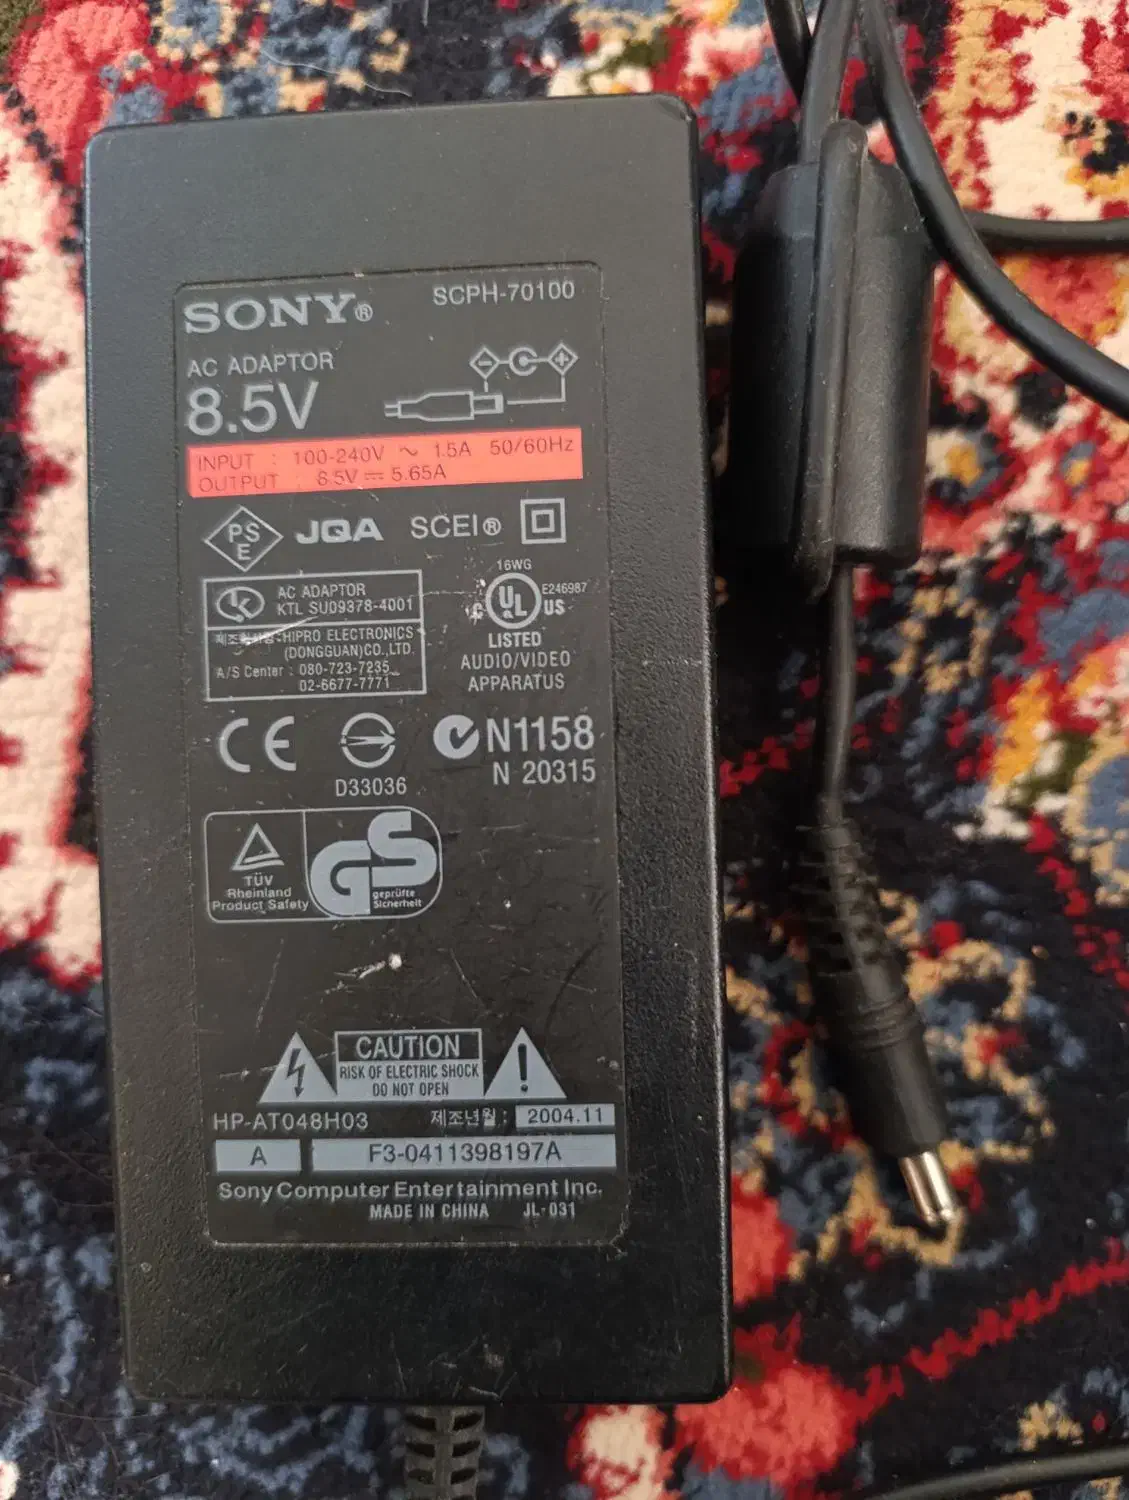 SONY® SCPH-70100
AC ADAPTOR
8.5V
INPUT : 100-240V ~ 1.5A 50/60Hz
OUTPUT : 8.5V ⎓ 5.65A
PS
E
JQA SCEI®
AC ADAPTOR
KTL SU09378-4001
:HIPRO ELECTRONICS
(DONGGUAN)CO.,LTD.
A/S Center : 080-723-7235
02-6677-7771
16WG
c UL US E246987
LISTED
AUDIO/VIDEO
APPARATUS
CE
D33036
N1158
N 20315
TÜV
Rheinland
Product Safety
GS
geprüfte
Sicherheit
CAUTION
RISK OF ELECTRIC SHOCK
DO NOT OPEN
HP-AT048H03 제조년월 : 2004.11
A F3-0411398197A
Sony Computer Entertainment Inc.
MADE IN CHINA JL-031